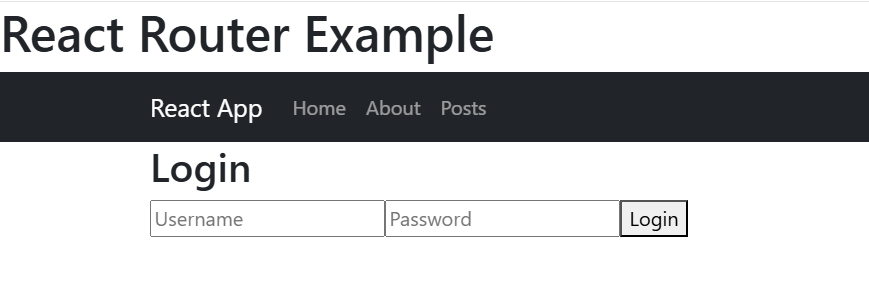 React Router Example
React App Home About Posts
Login
Username Password Login